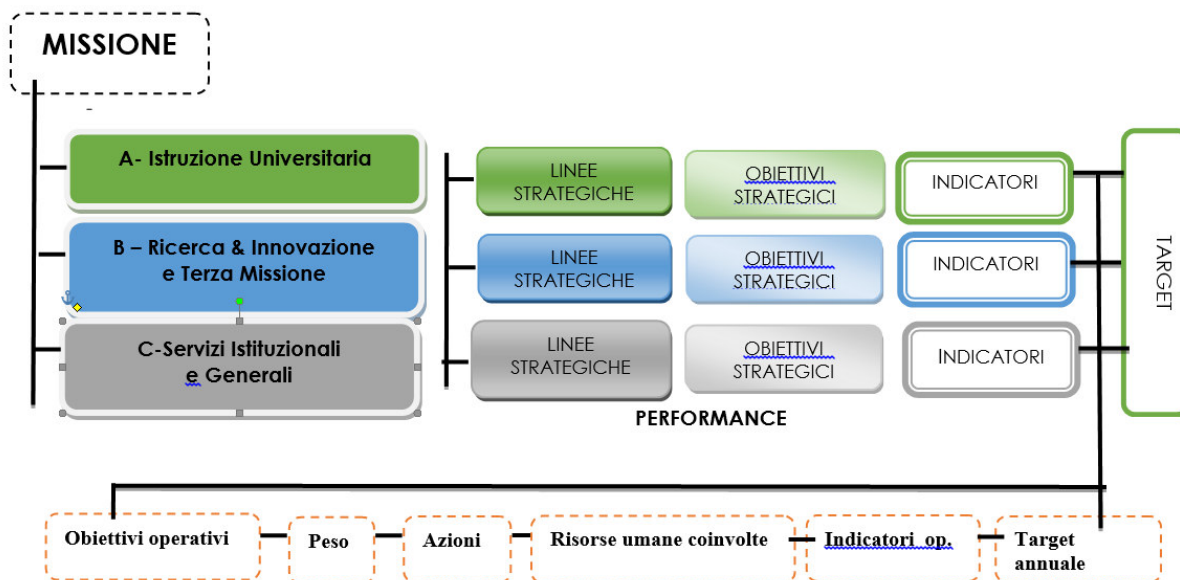 MISSIONE
A- Istruzione Universitaria
LINEE
STRATEGICHE
OBIETTIVI
STRATEGICI
INDICATORI
B – Ricerca & Innovazione
e Terza Missione
LINEE
STRATEGICHE
OBIETTIVI
STRATEGICI
INDICATORI
C-Servizi Istituzionali
e Generali
LINEE
STRATEGICHE
OBIETTIVI
STRATEGICI
INDICATORI
TARGET
PERFORMANCE
Obiettivi operativi
Peso
Azioni
Risorse umane coinvolte
Indicatori op.
Target
annuale